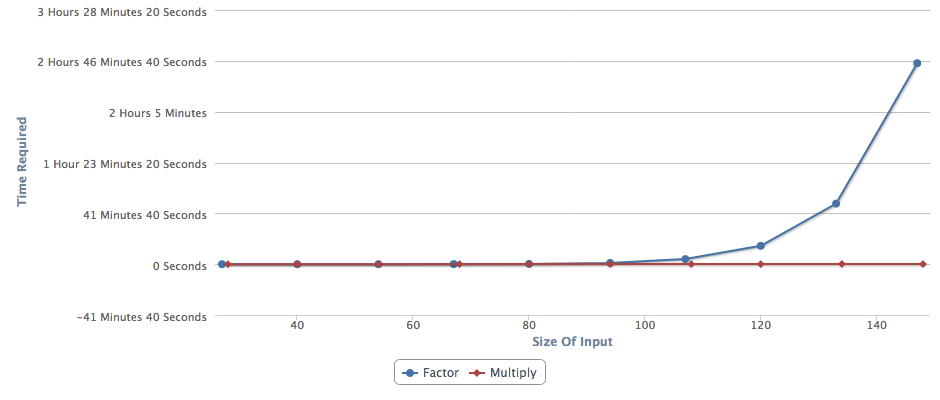 3 Hours 28 Minutes 20 Seconds
2 Hours 46 Minutes 40 Seconds
2 Hours 5 Minutes
1 Hour 23 Minutes 20 Seconds
41 Minutes 40 Seconds
0 Seconds
−41 Minutes 40 Seconds
Time Required
40 60 80 100 120 140
Size Of Input
Factor Multiply